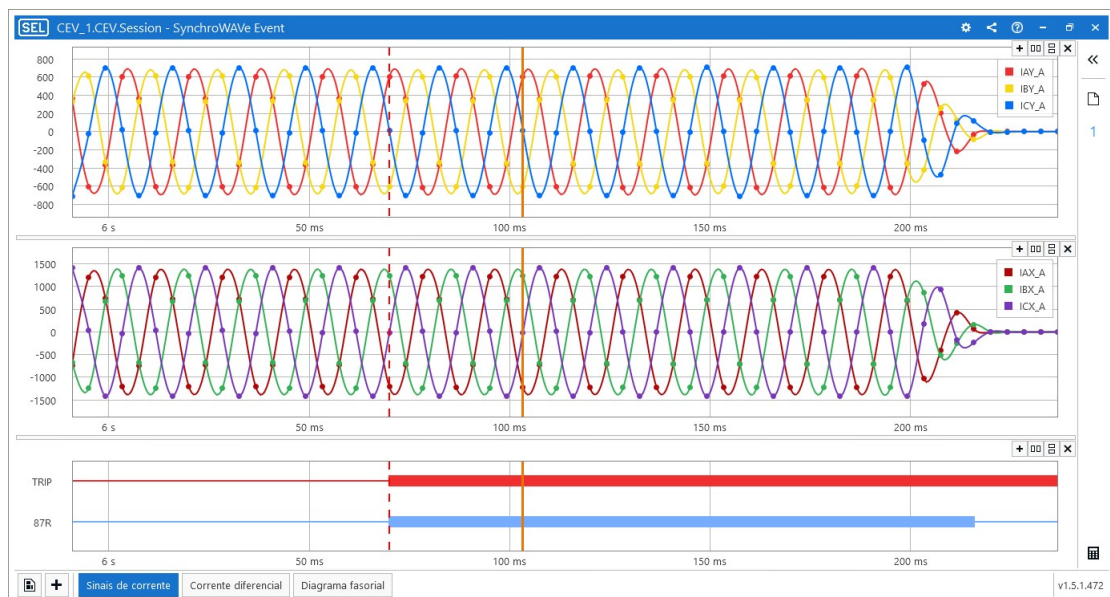 SEL CEV_1.CEV.Session - SynchroWAVe Event
800
600
400
200
0
-200
-400
-600
-800
IAY_A
IBY_A
ICY_A
1
6 s 50 ms 100 ms 150 ms 200 ms
1500
1000
500
0
-500
-1000
-1500
IAX_A
IBX_A
ICX_A
6 s 50 ms 100 ms 150 ms 200 ms
TRIP
87R
6 s 50 ms 100 ms 150 ms 200 ms
Sinais de corrente Corrente diferencial Diagrama fasorial v1.5.1.472